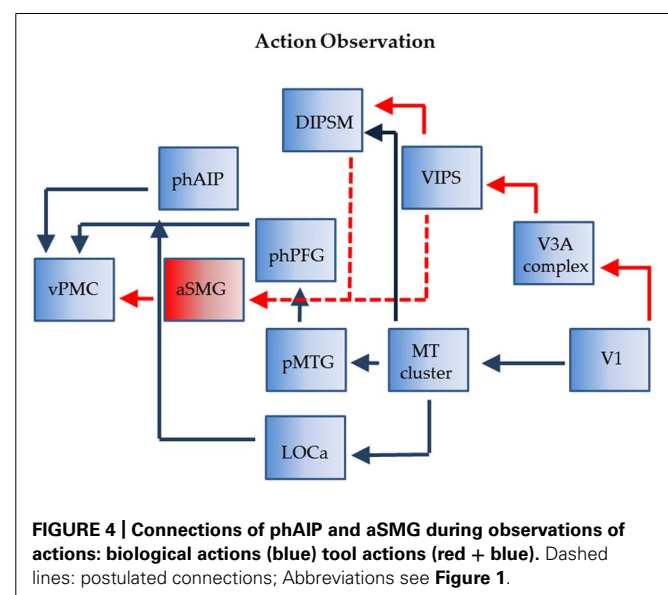 Action Observation
DIPSM
phAIP
VIPS
phPFG
V3A
complex
vPMC
aSMG
pMTG
MT
cluster
V1
LOCa
FIGURE 4 | Connections of phAIP and aSMG during observations of
actions: biological actions (blue) tool actions (red + blue). Dashed
lines: postulated connections; Abbreviations see Figure 1.